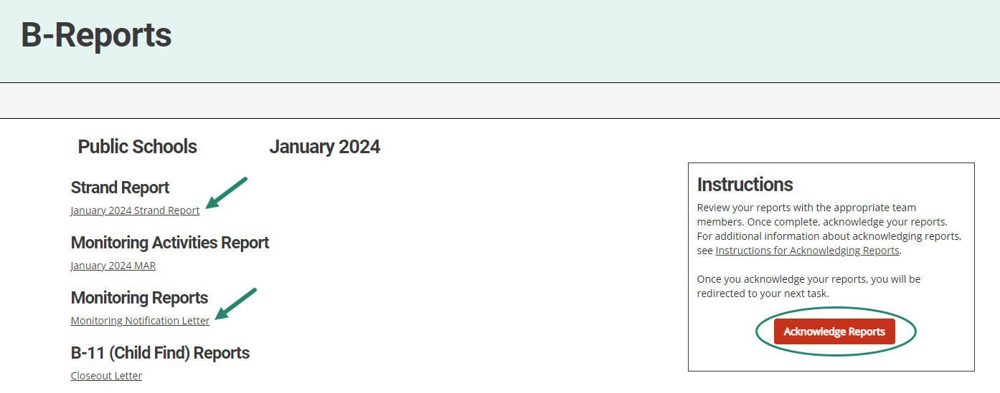 B-Reports
Public Schools
January 2024
Strand Report
January 2024 Strand Report
Monitoring Activities Report
January 2024 MAR
Monitoring Reports
Monitoring Notification Letter
B-11 (Child Find) Reports
Closeout Letter
Instructions
Review your reports with the appropriate team
members. Once complete, acknowledge your reports.
For additional information about acknowledging reports,
see Instructions for Acknowledging Reports.
Once you acknowledge your reports, you will be
redirected to your next task.
Acknowledge Reports